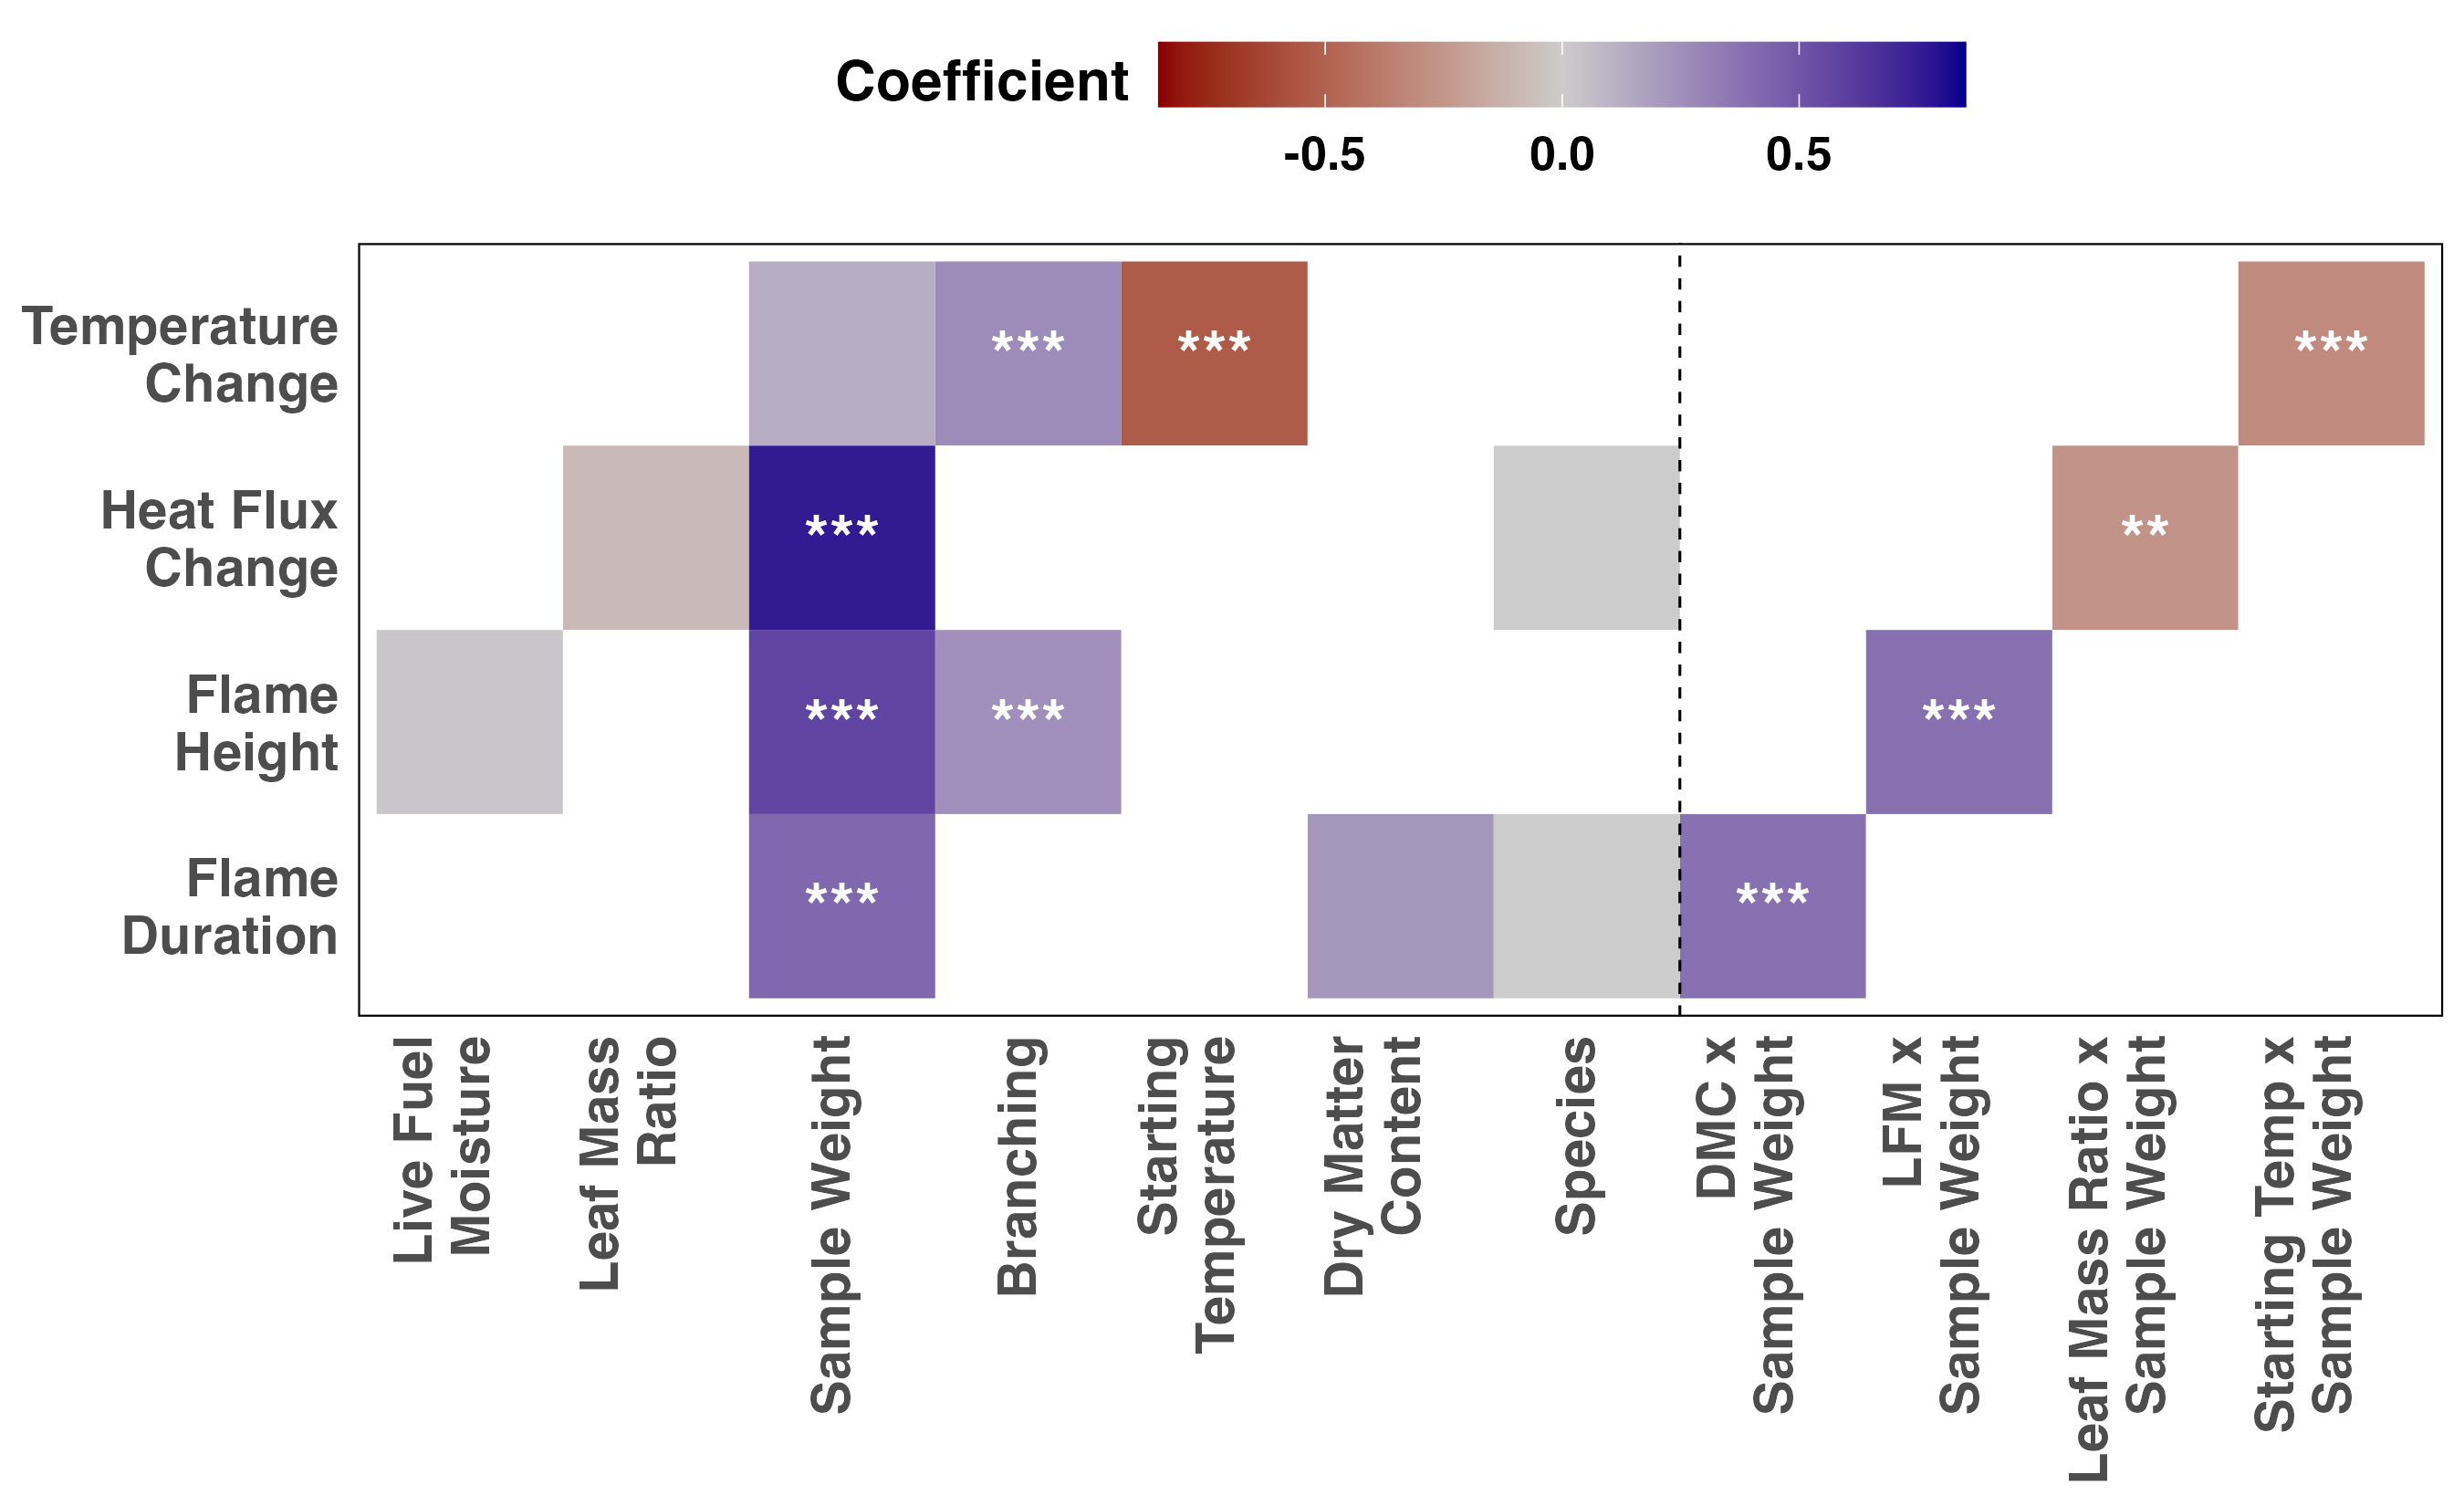 Coefficient
-0.5 0.0 0.5
Temperature
Change
*** *** ***
Heat Flux
Change
*** **
Flame
Height
*** *** ***
Flame
Duration
*** ***
Live Fuel
Moisture
Leaf Mass
Ratio
Sample Weight
Branching
Starting
Temperature
Dry Matter
Content
Species
DMC x
Sample Weight
LFM x
Sample Weight
Leaf Mass Ratio x
Sample Weight
Starting Temp x
Sample Weight